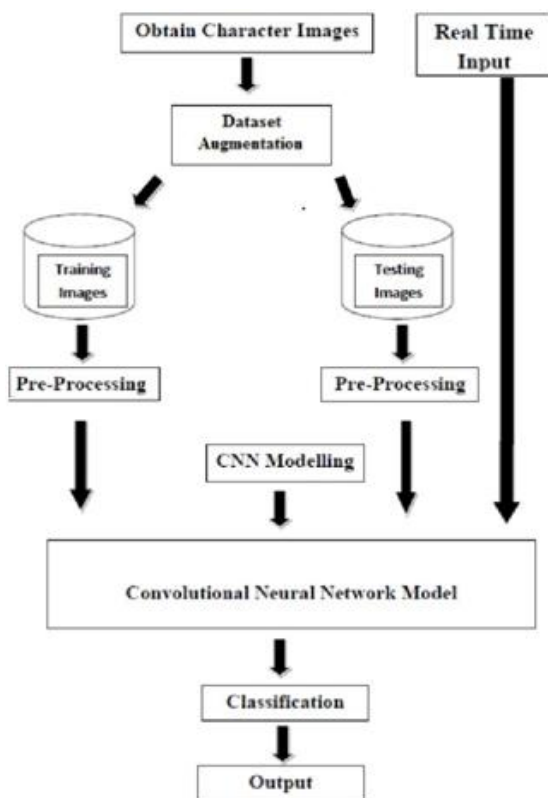 Obtain Character Images
Real Time
Input
Dataset
Augmentation
Training
Images
Testing
Images
Pre-Processing
Pre-Processing
CNN Modelling
Convolutional Neural Network Model
Classification
Output